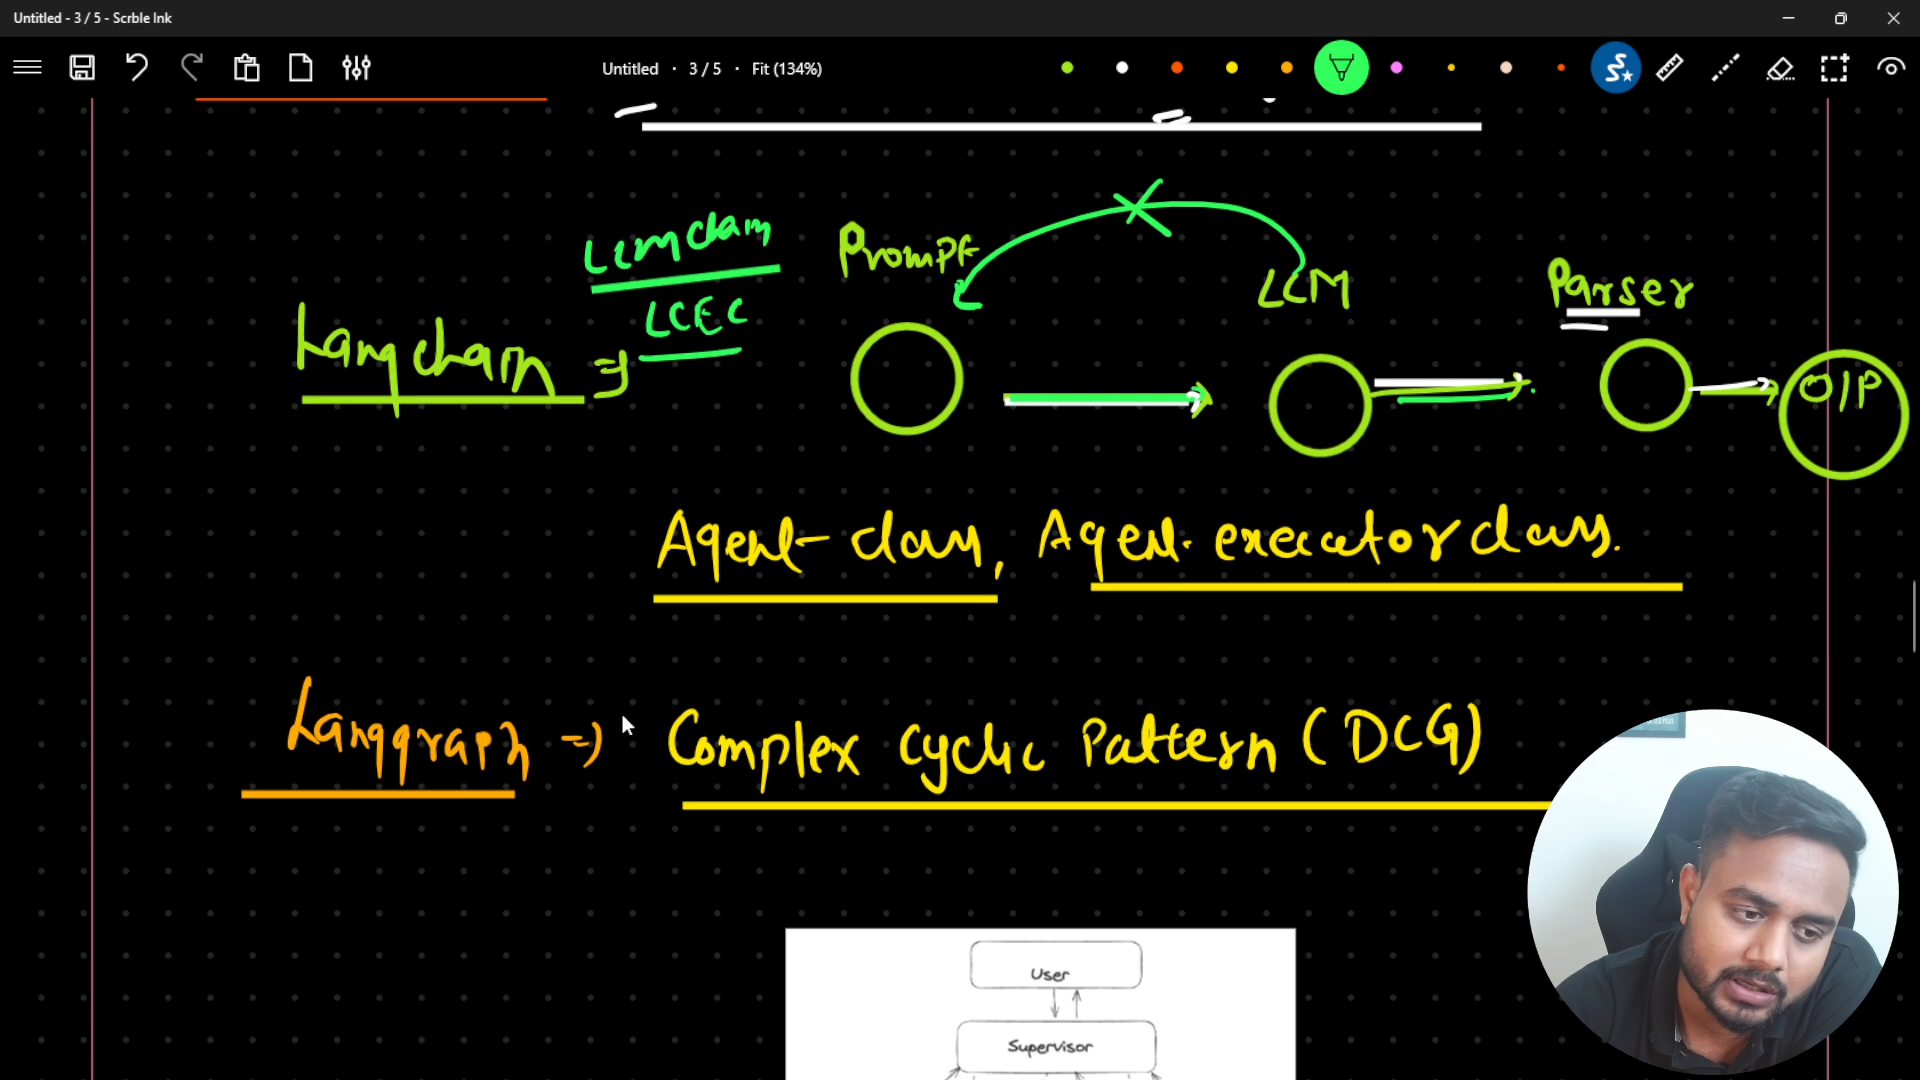 Untitled - 3 / 5 - Scrble Ink
Untitled · 3 / 5 · Fit (134%)
LLMchain
LCEL
Prompt
LLM
Parser
Langchain =>
O/P
Agent class, Agent executor class.
Langgraph => Complex Cyclic Pattern (DCG)
User
Supervisor